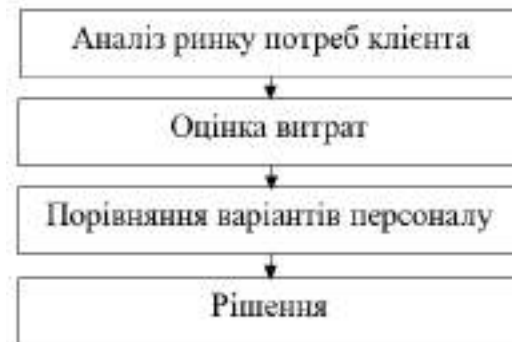 Аналіз ринку потреб клієнта
Оцінка витрат
Порівняння варіантів персоналу
Рішення